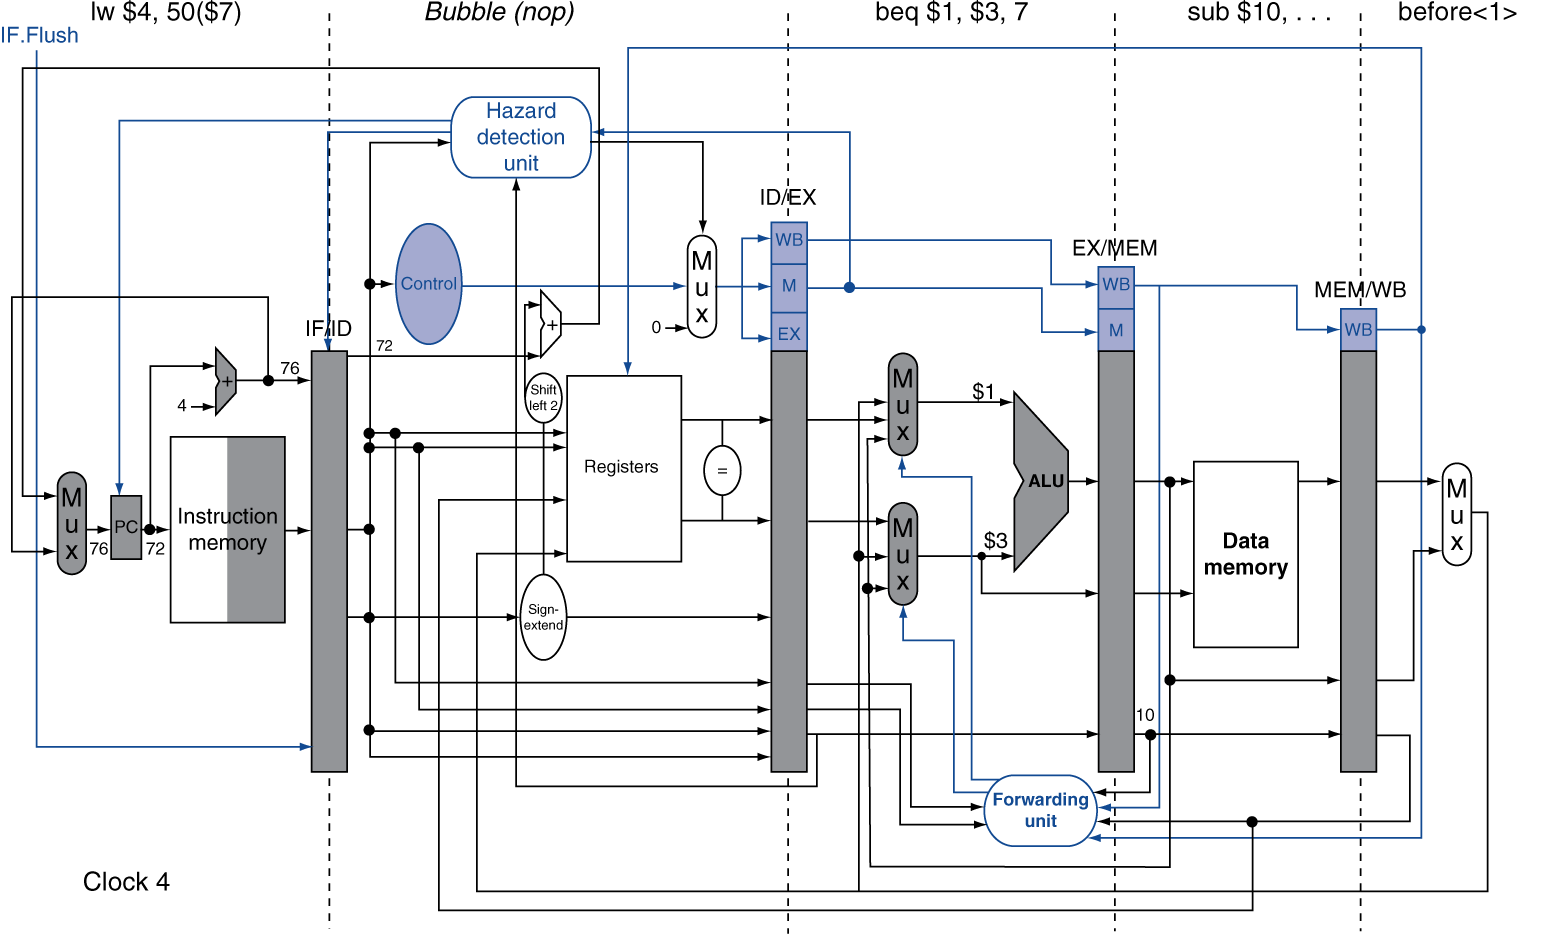 lw $4, 50($7)
Bubble (nop)
beq $1, $3, 7
sub $10, . . .
before<1>
IF.Flush
Hazard
detection
unit
ID/EX
EX/MEM
MEM/WB
IF/ID
Control
M
u
x
0
WB
M
EX
WB
M
WB
72
76
4
+
+
Shift
left 2
Registers
=
M
u
x
$1
ALU
M
u
x
$3
M
u
x
76
PC
72
Instruction
memory
Data
memory
M
u
x
Sign-
extend
10
Forwarding
unit
Clock 4